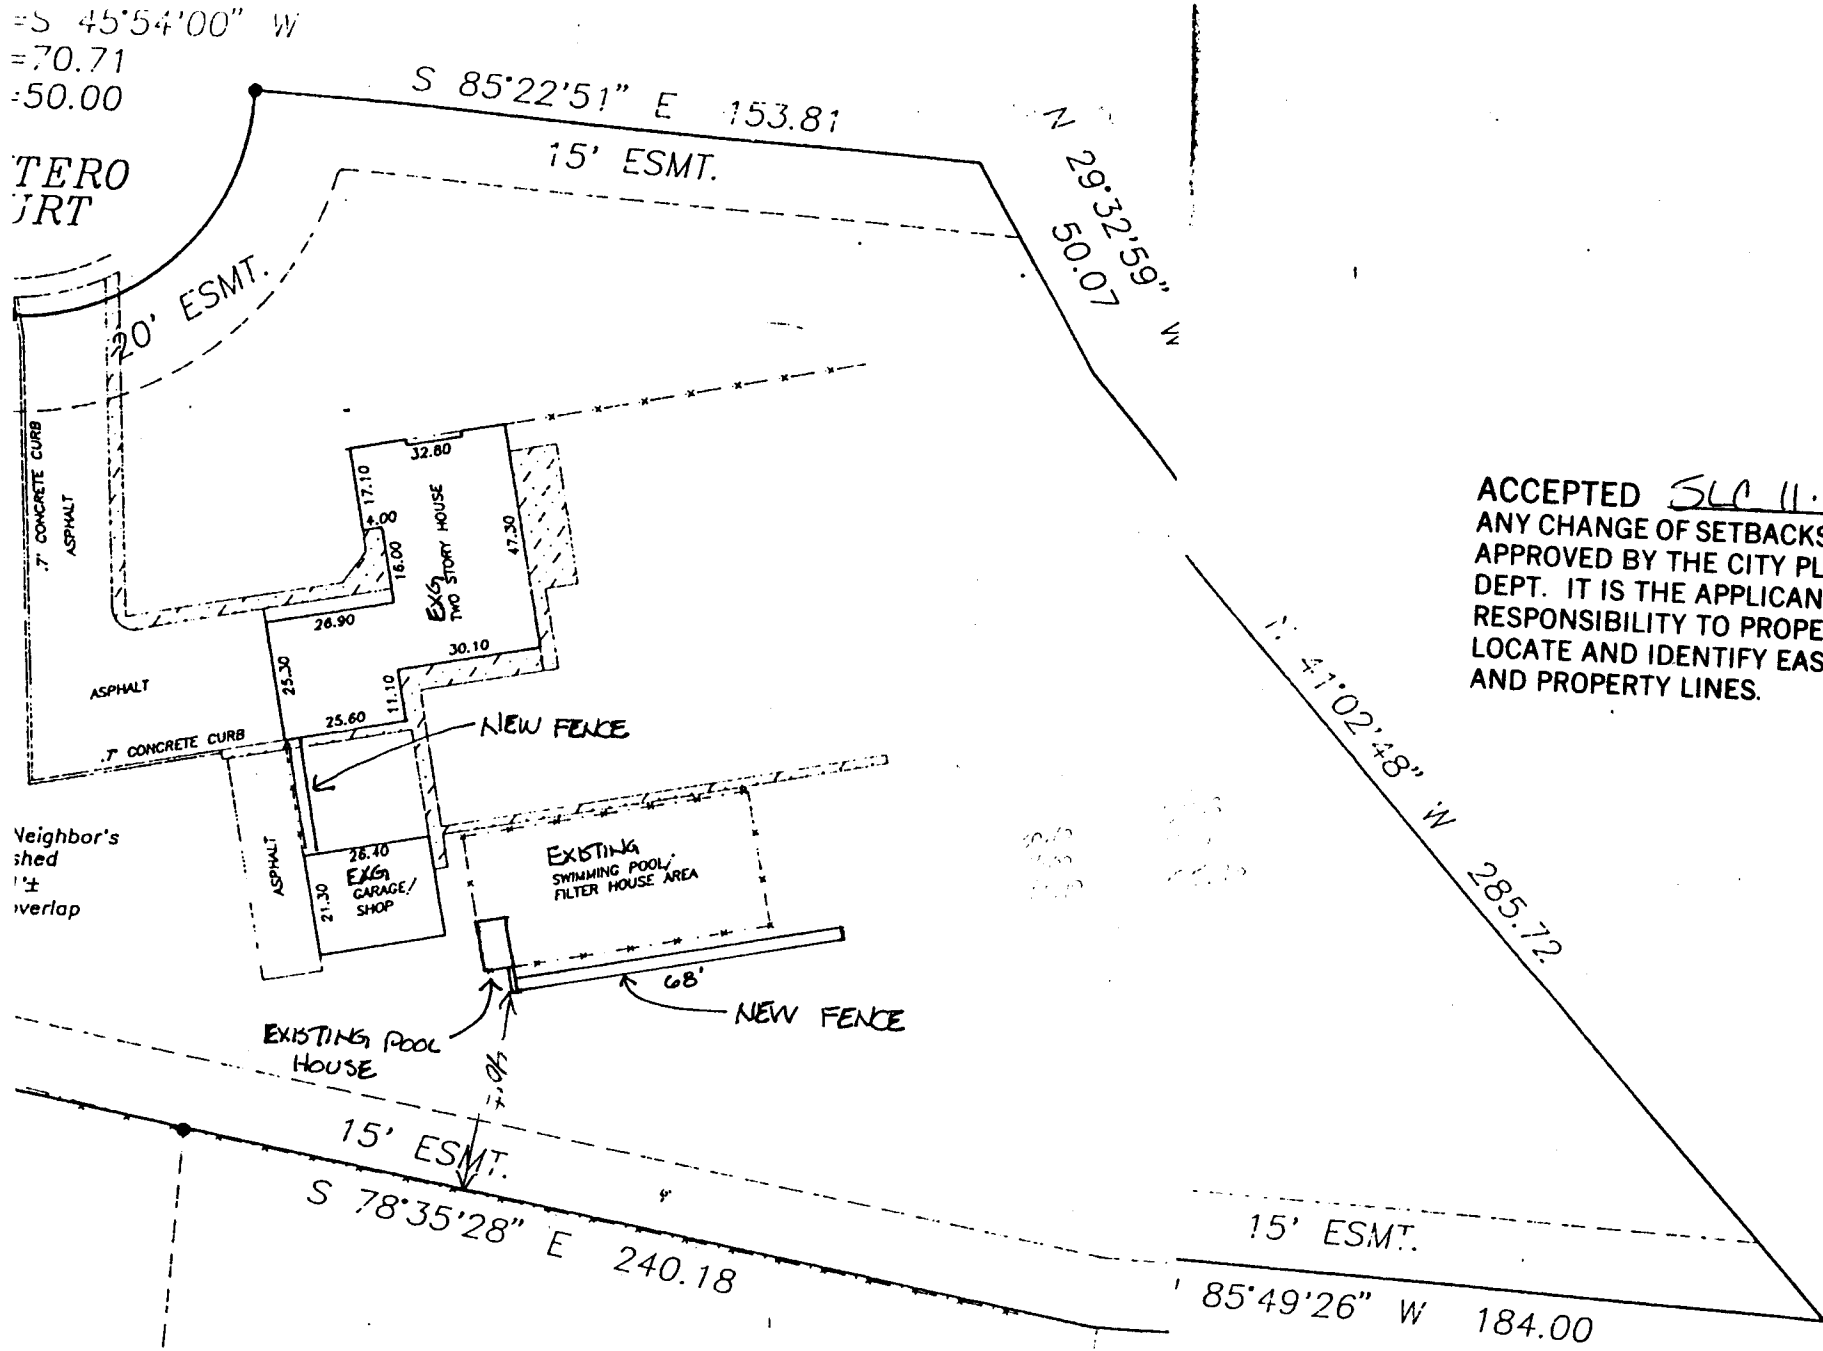 =S 45°54'00" W
=70.71
=50.00
TERO
URT
S 85°22'51" E 153.81
15' ESMT.
N 29°32'59" W
50.07
20' ESMT.
.7' CONCRETE CURB
ASPHALT
32.80
17.10
4.00
16.00
EXG
TWO STORY HOUSE
47.30
26.90
30.10
25.30
11.10
25.60
ASPHALT
.7' CONCRETE CURB
NEW FENCE
ACCEPTED SLC 11.
ANY CHANGE OF SETBACKS
APPROVED BY THE CITY PL
DEPT. IT IS THE APPLICAN
RESPONSIBILITY TO PROPE
LOCATE AND IDENTIFY EAS
AND PROPERTY LINES.
N 41°02'48" W 285.72
Neighbor's
shed
1'±
overlap
ASPHALT
26.40
EXG
GARAGE/
SHOP
21.30
EXISTING
SWIMMING POOL/
FILTER HOUSE AREA
68'
NEW FENCE
EXISTING POOL
HOUSE
40'±
15' ESMT.
S 78°35'28" E 240.18
15' ESMT.
85°49'26" W 184.00